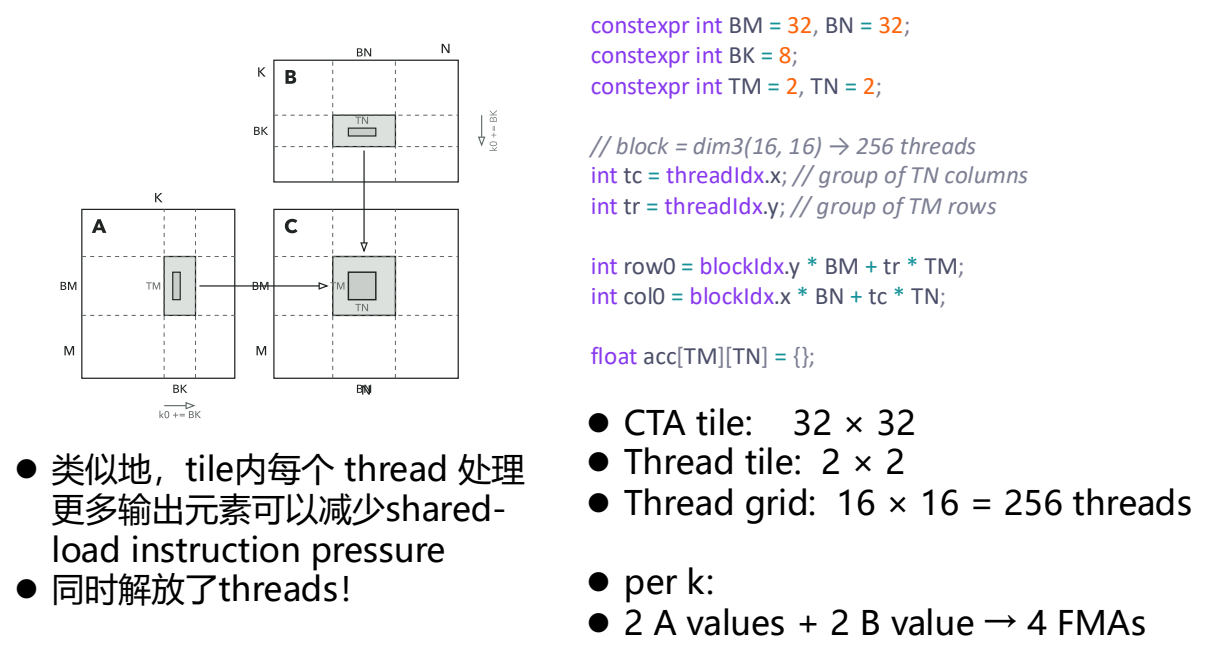 BN
N
K
B
BK
TN
k0 += BK
K
A
BM
TM
M
BK
k0 += BK
C
BM
TM
TN
M
BN
N
类似地，tile内每个 thread 处理
更多输出元素可以减少shared-
load instruction pressure
同时解放了threads！
constexpr int BM = 32, BN = 32;
constexpr int BK = 8;
constexpr int TM = 2, TN = 2;
// block = dim3(16, 16) → 256 threads
int tc = threadIdx.x; // group of TN columns
int tr = threadIdx.y; // group of TM rows
int row0 = blockIdx.y * BM + tr * TM;
int col0 = blockIdx.x * BN + tc * TN;
float acc[TM][TN] = {};
● CTA tile: 32 × 32
● Thread tile: 2 × 2
● Thread grid: 16 × 16 = 256 threads
● per k:
● 2 A values + 2 B value → 4 FMAs